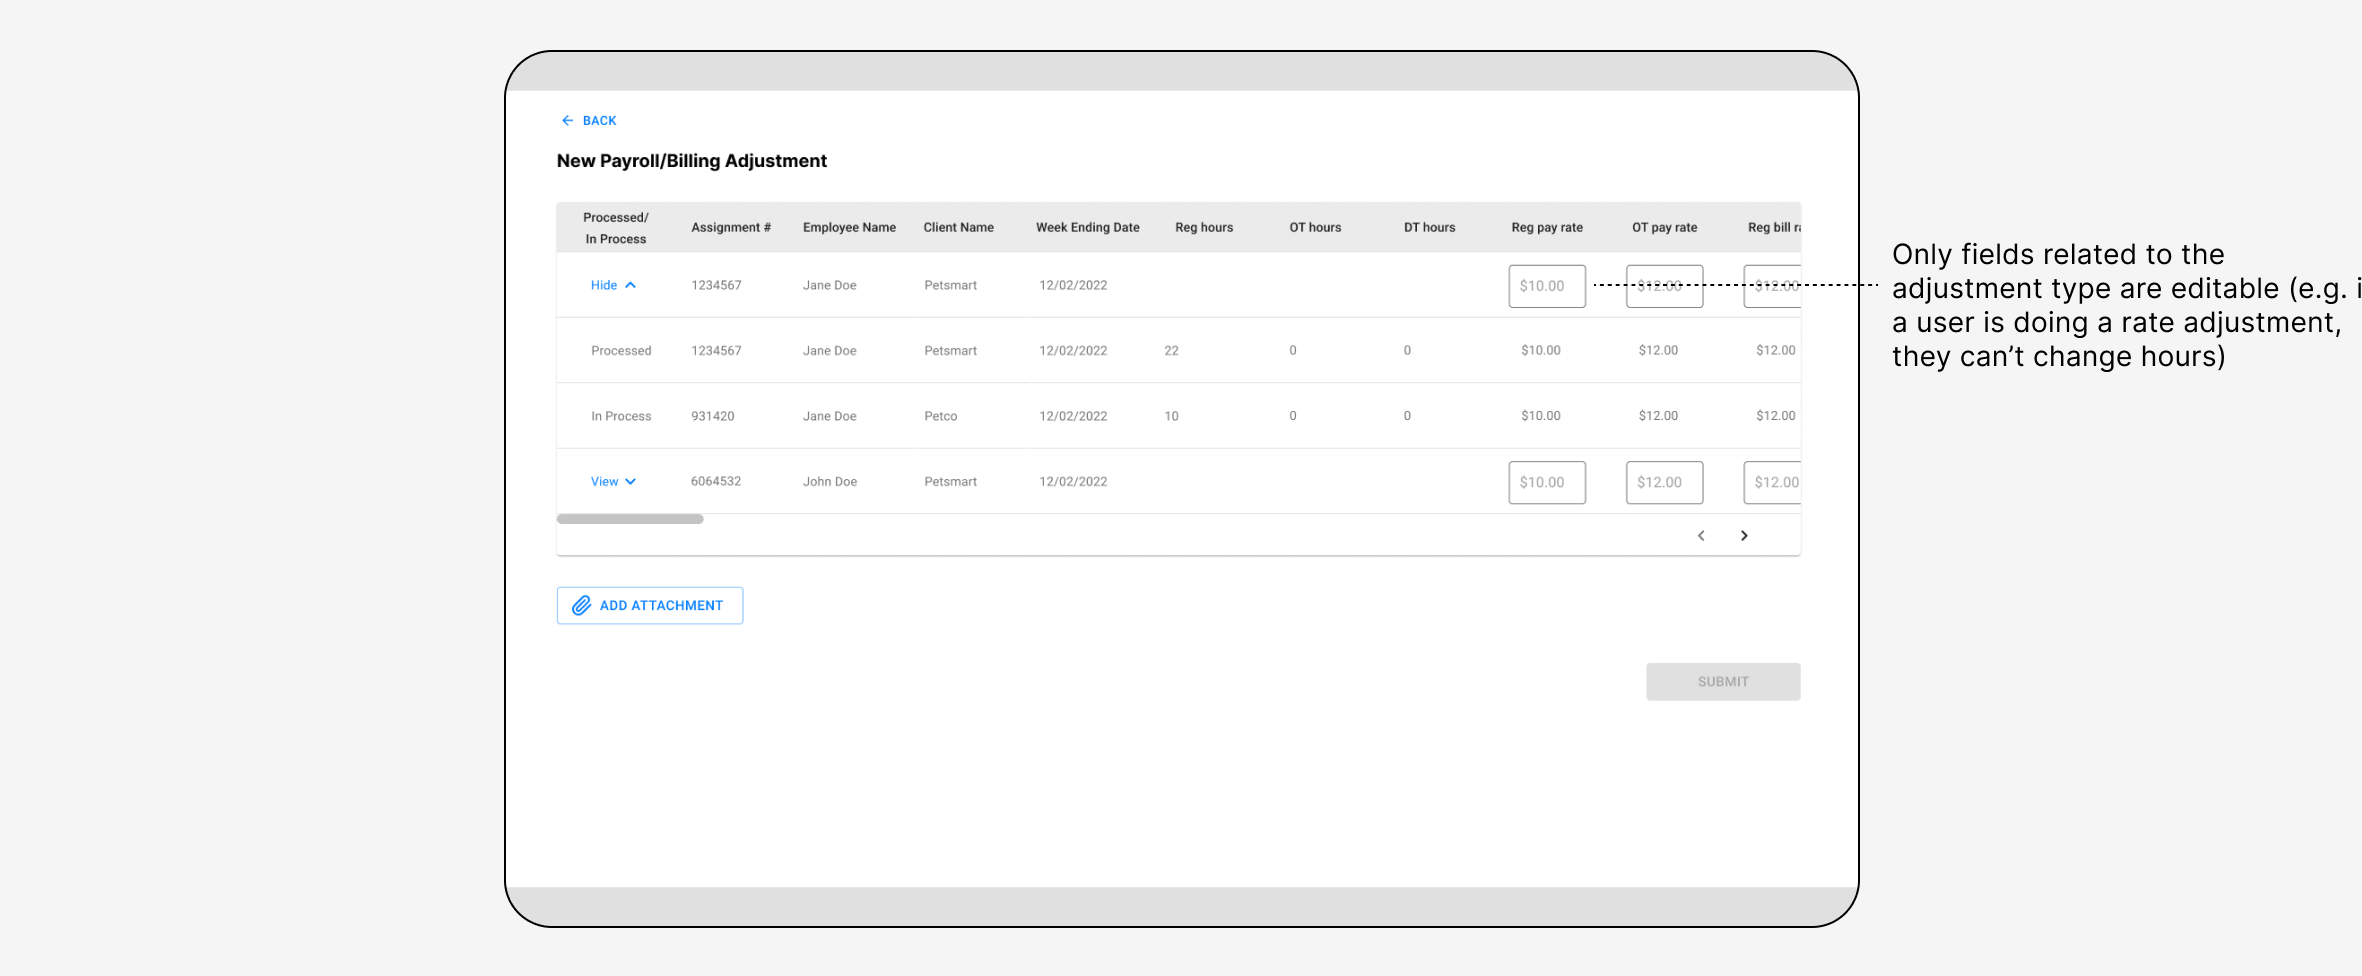 BACK
New Payroll/Billing Adjustment
Processed/
In Process Assignment # Employee Name Client Name Week Ending Date Reg hours OT hours DT hours Reg pay rate OT pay rate Reg bill
Hide 1234567 Jane Doe Petsmart 12/02/2022 $10.00 $12.00 $12.00
Processed 1234567 Jane Doe Petsmart 12/02/2022 22 0 0 $10.00 $12.00 $12.00
In Process 931420 Jane Doe Petco 12/02/2022 10 0 0 $10.00 $12.00 $12.00
View 6064532 John Doe Petsmart 12/02/2022 $10.00 $12.00 $12.00
ADD ATTACHMENT
SUBMIT
Only fields related to the
adjustment type are editable (e.g.
a user is doing a rate adjustment,
they can’t change hours)